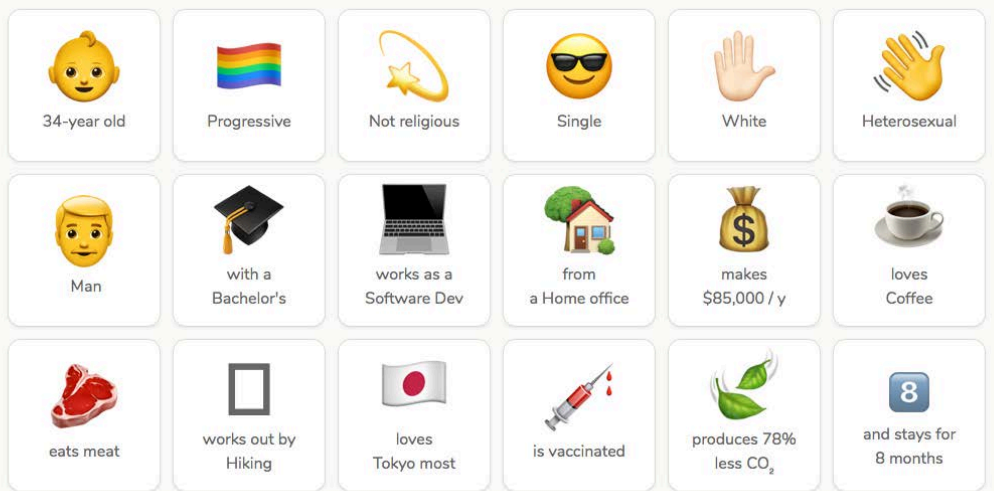 34-year old
Progressive
Not religious
Single
White
Heterosexual
Man
with a
Bachelor's
works as a
Software Dev
from
a Home office
makes
$85,000 / y
loves
Coffee
eats meat
works out by
Hiking
loves
Tokyo most
is vaccinated
produces 78%
less CO₂
8
and stays for
8 months